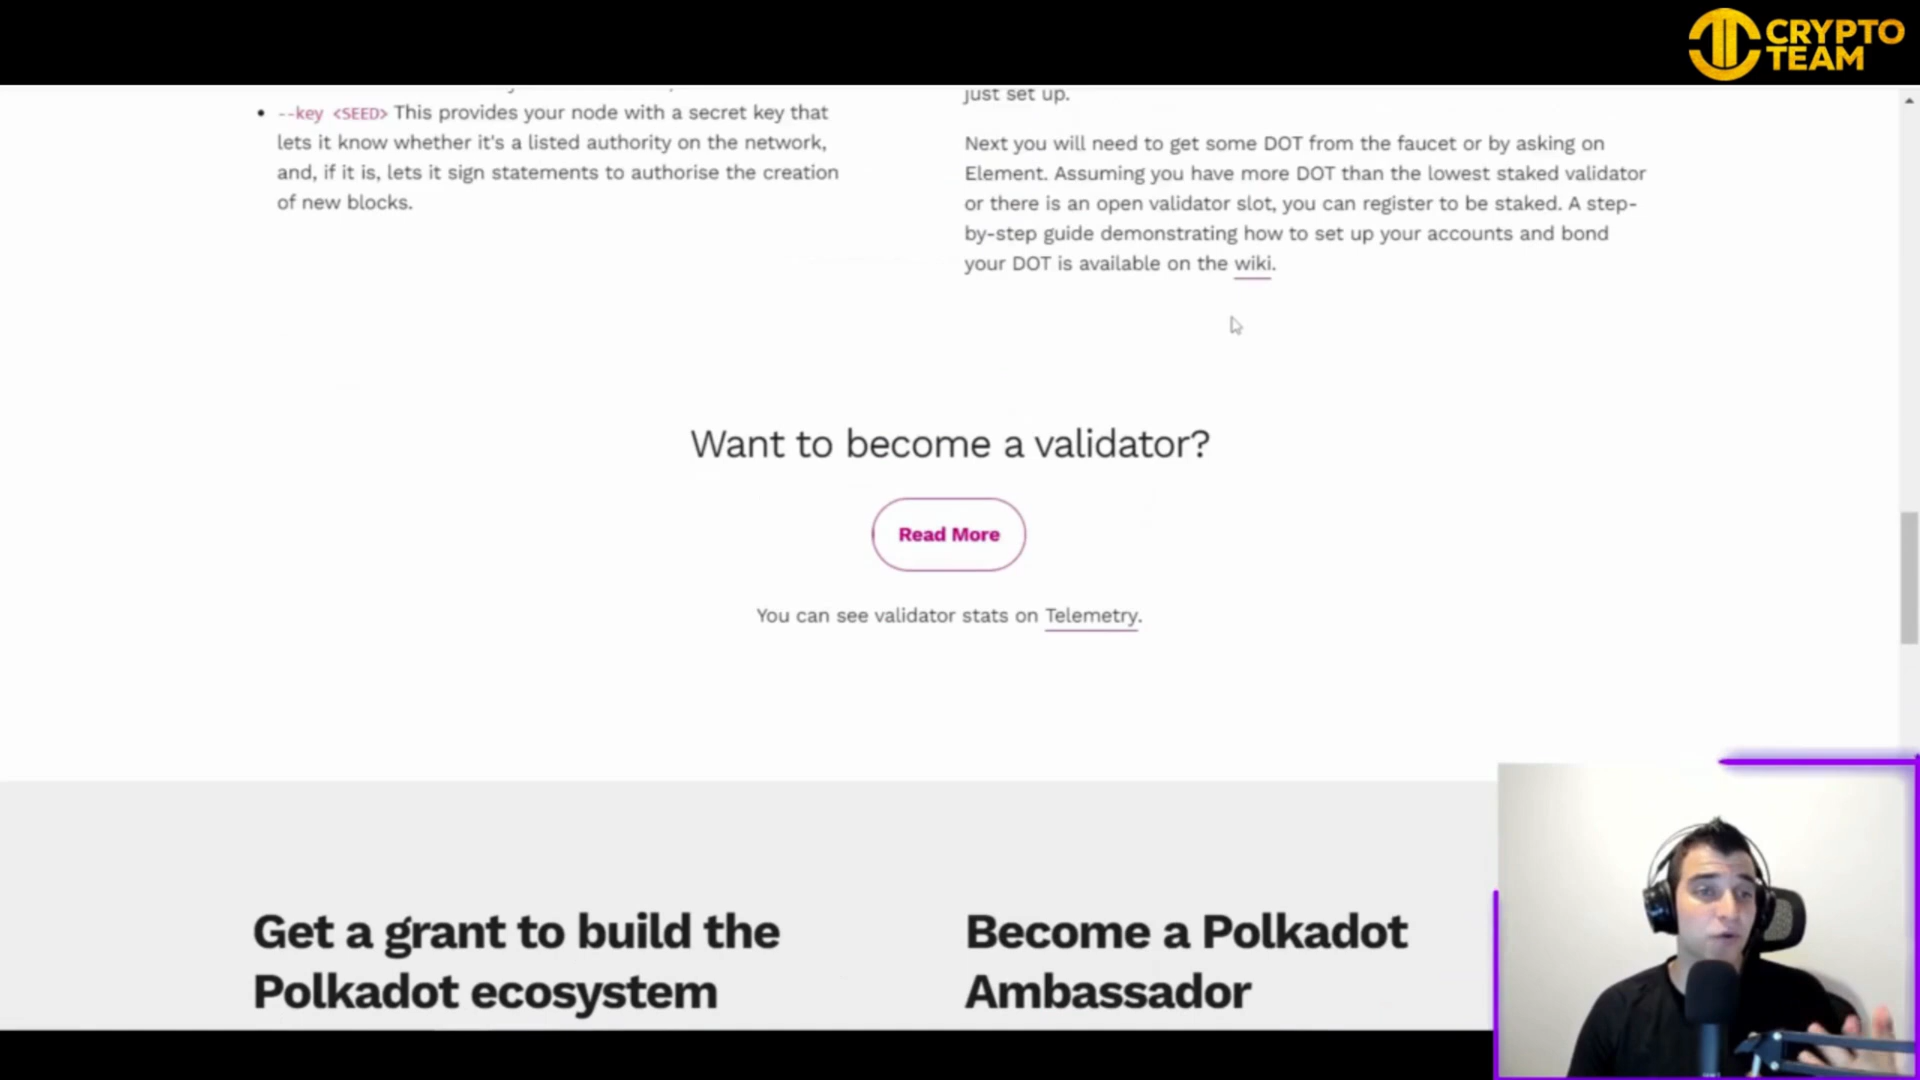 CRYPTO
TEAM
--key <SEED> This provides your node with a secret key that
lets it know whether it's a listed authority on the network,
and, if it is, lets it sign statements to authorise the creation
of new blocks.
just set up.
Next you will need to get some DOT from the faucet or by asking on
Element. Assuming you have more DOT than the lowest staked validator
or there is an open validator slot, you can register to be staked. A step-
by-step guide demonstrating how to set up your accounts and bond
your DOT is available on the wiki.
Want to become a validator?
Read More
You can see validator stats on Telemetry.
Get a grant to build the
Polkadot ecosystem
Become a Polkadot
Ambassador